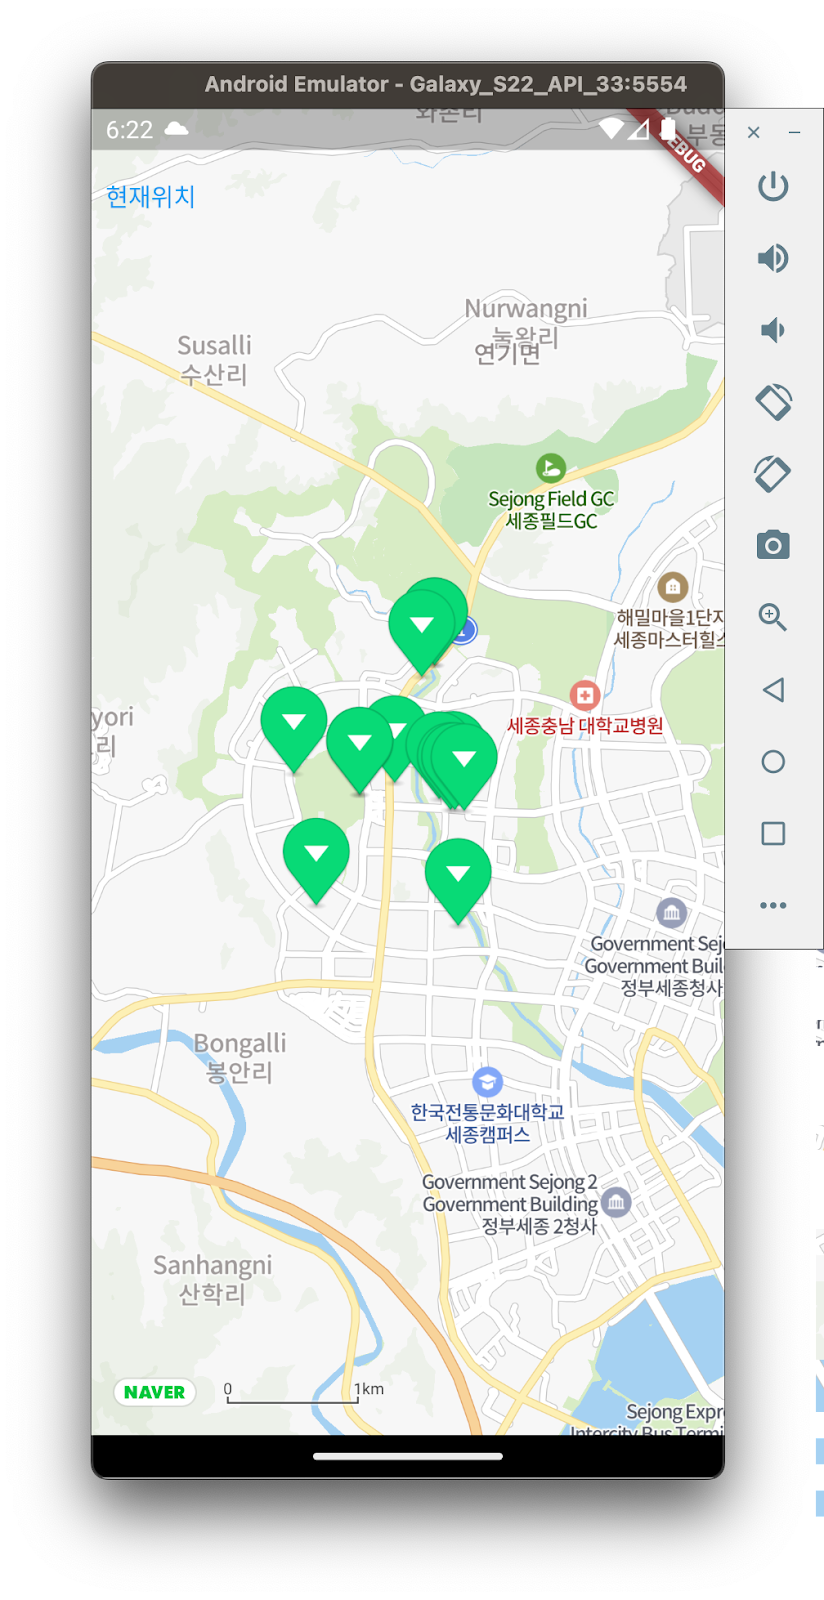 Android Emulator - Galaxy_S22_API_33:5554
화촌리
6:22
현재위치
Nurwangni
눌왕리
연기면
Susalli
수산리
Sejong Field GC
세종필드GC
해밀마을1단지
세종마스터힐스
yori
리
세종충남 대학교병원
Government Sej
Government Buil
정부세종청사
Bongalli
봉안리
한국전통문화대학교
세종캠퍼스
Government Sejong 2
Government Building
정부세종 2청사
Sanhangni
산학리
NAVER
0
1km
Sejong Expr
Intercity Bus Termi